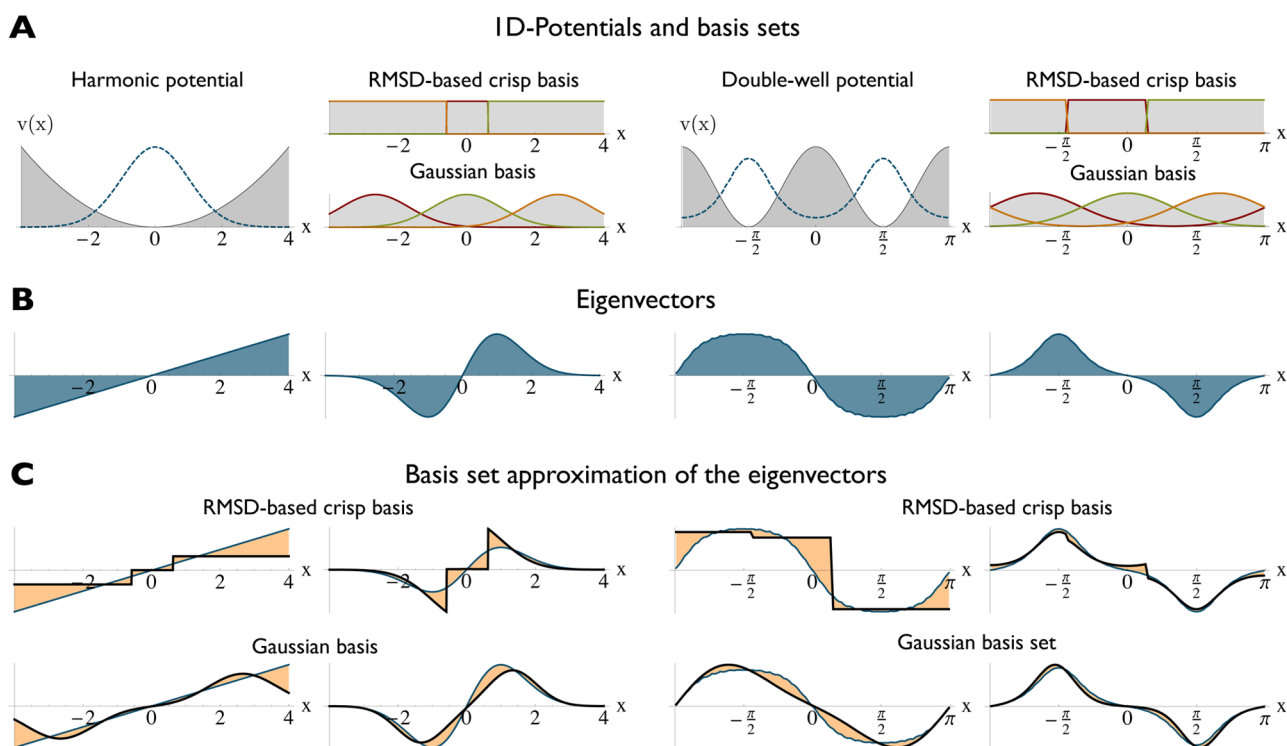 A
1D-Potentials and basis sets
Harmonic potential
RMSD-based crisp basis
Double-well potential
RMSD-based crisp basis
v(x)
−2 0 2 4 x
Gaussian basis
−2 0 2 4 x
−2 0 2 4 x
v(x)
−π/2 0 π/2 π x
−π/2 0 π/2 π x
Gaussian basis
−π/2 0 π/2 π x
B
Eigenvectors
−2 0 2 4 x
−2 0 2 4 x
−π/2 0 π/2 π x
−π/2 0 π/2 π x
C
Basis set approximation of the eigenvectors
RMSD-based crisp basis
RMSD-based crisp basis
−2 0 2 4 x
−2 0 2 4 x
−π/2 0 π/2 π x
−π/2 0 π/2 π x
Gaussian basis
Gaussian basis set
−2 0 2 4 x
−2 0 2 4 x
−π/2 0 π/2 π x
−π/2 0 π/2 π x